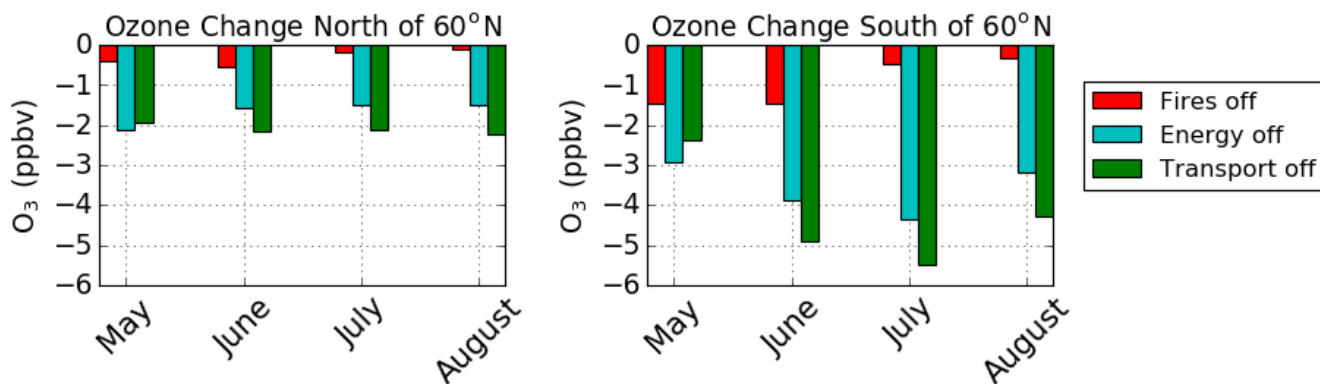 Ozone Change North of 60°N
O₃ (ppbv)
0
−1
−2
−3
−4
−5
−6
May
June
July
August
Ozone Change South of 60°N
O₃ (ppbv)
0
−1
−2
−3
−4
−5
−6
May
June
July
August
Fires off
Energy off
Transport off